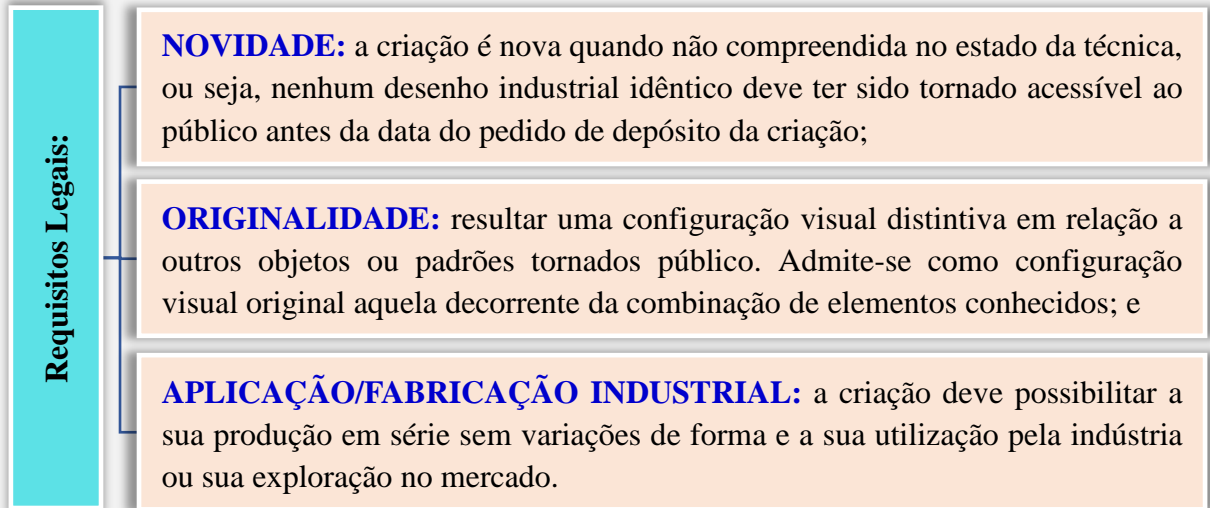 Requisitos Legais:
NOVIDADE: a criação é nova quando não compreendida no estado da técnica,
ou seja, nenhum desenho industrial idêntico deve ter sido tornado acessível ao
público antes da data do pedido de depósito da criação;
ORIGINALIDADE: resultar uma configuração visual distintiva em relação a
outros objetos ou padrões tornados público. Admite-se como configuração
visual original aquela decorrente da combinação de elementos conhecidos; e
APLICAÇÃO/FABRICAÇÃO INDUSTRIAL: a criação deve possibilitar a
sua produção em série sem variações de forma e a sua utilização pela indústria
ou sua exploração no mercado.